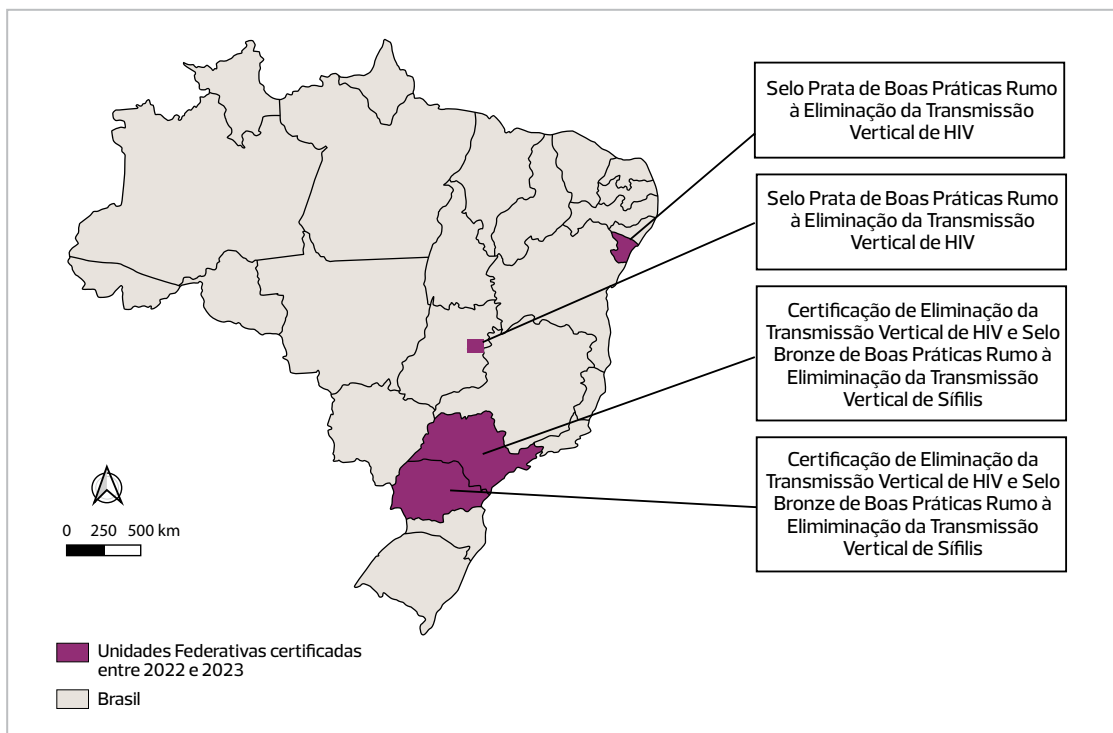 Selo Prata de Boas Práticas Rumo
à Eliminação da Transmissão
Vertical de HIV
Selo Prata de Boas Práticas Rumo
à Eliminação da Transmissão
Vertical de HIV
Certificação de Eliminação da
Transmissão Vertical de HIV e Selo
Bronze de Boas Práticas Rumo à
Elimiminação da Transmissão
Vertical de Sífilis
Certificação de Eliminação da
Transmissão Vertical de HIV e Selo
Bronze de Boas Práticas Rumo à
Elimiminação da Transmissão
Vertical de Sífilis
0 250 500 km
Unidades Federativas certificadas
entre 2022 e 2023
Brasil